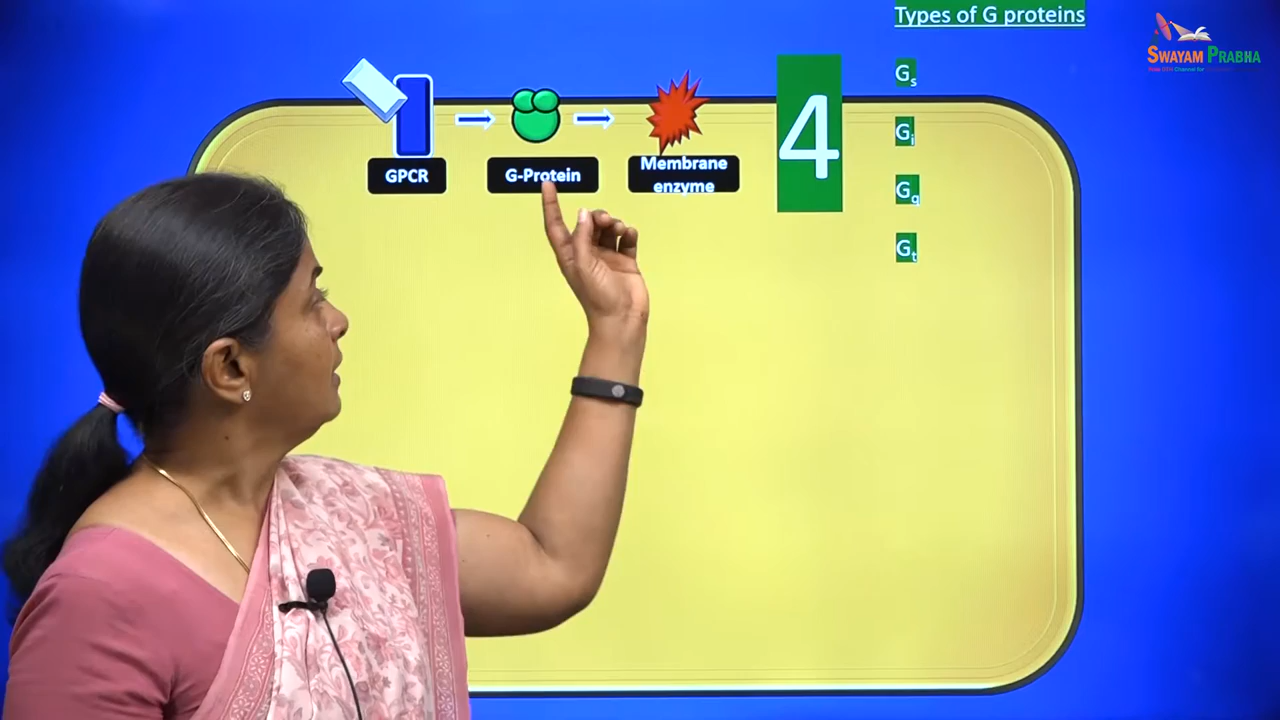 Types of G proteins
SWAYAM PRABHA
GPCR
G-Protein
Membrane
enzyme
4
Gs
Gi
Gq
Gt